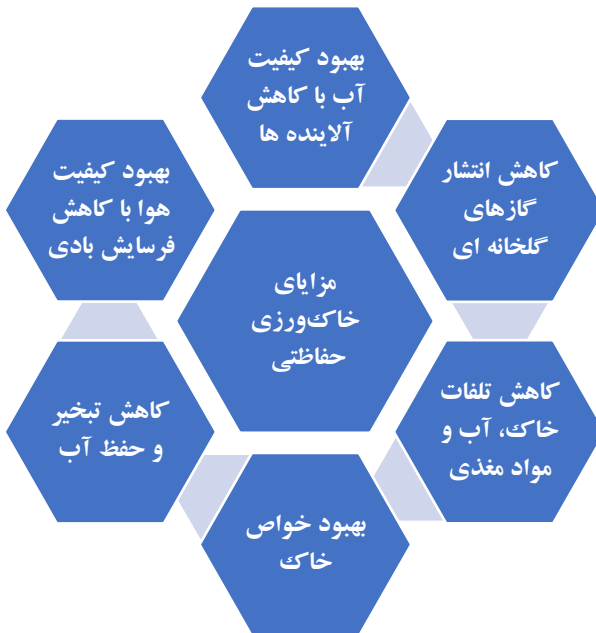 بهبود کیفیت
آب با کاهش
آلاینده ها
کاهش انتشار
گازهای
گلخانه ای
کاهش تلفات
خاک، آب و
مواد مغذی
بهبود خواص
خاک
کاهش تبخیر
و حفظ آب
بهبود کیفیت
هوا با کاهش
فرسایش بادی
مزایای
خاک‌ورزی
حفاظتی